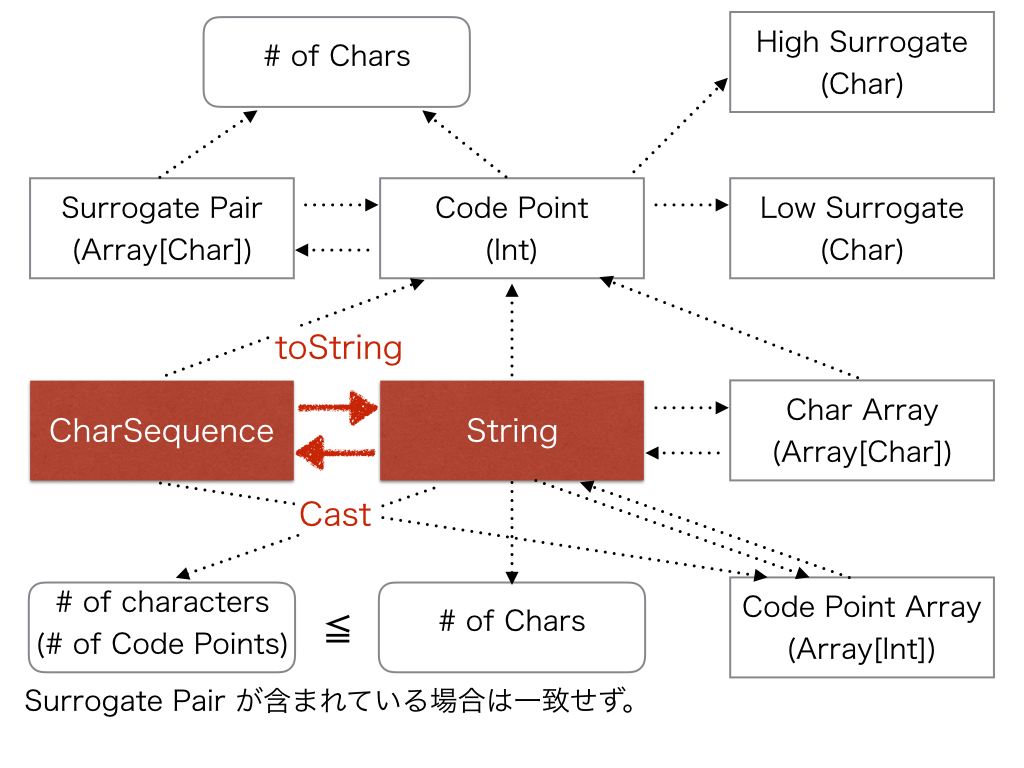 # of Chars
High Surrogate
(Char)
Surrogate Pair
(Array[Char])
Code Point
(Int)
Low Surrogate
(Char)
toString
CharSequence
String
Char Array
(Array[Char])
Cast
# of characters
(# of Code Points)
≦
# of Chars
Code Point Array
(Array[Int])
Surrogate Pair が含まれている場合は一致せず。